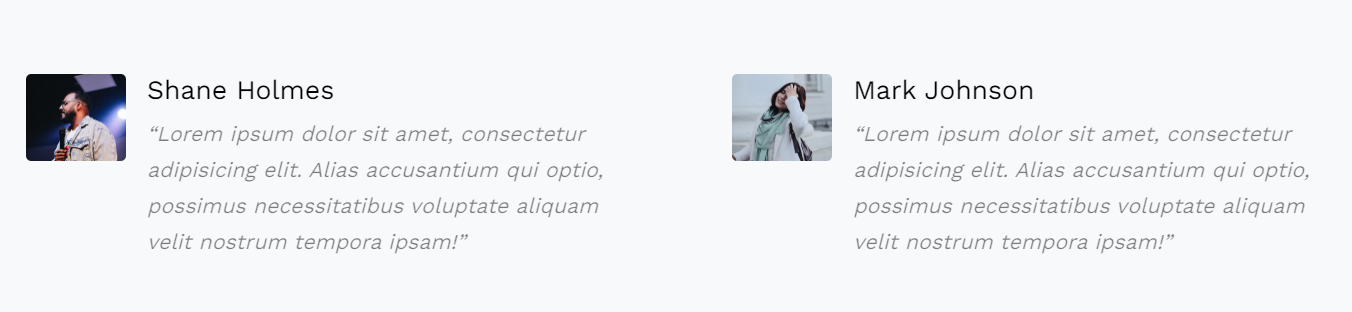 Shane Holmes
“Lorem ipsum dolor sit amet, consectetur
adipisicing elit. Alias accusantium qui optio,
possimus necessitatibus voluptate aliquam
velit nostrum tempora ipsam!”
Mark Johnson
“Lorem ipsum dolor sit amet, consectetur
adipisicing elit. Alias accusantium qui optio,
possimus necessitatibus voluptate aliquam
velit nostrum tempora ipsam!”